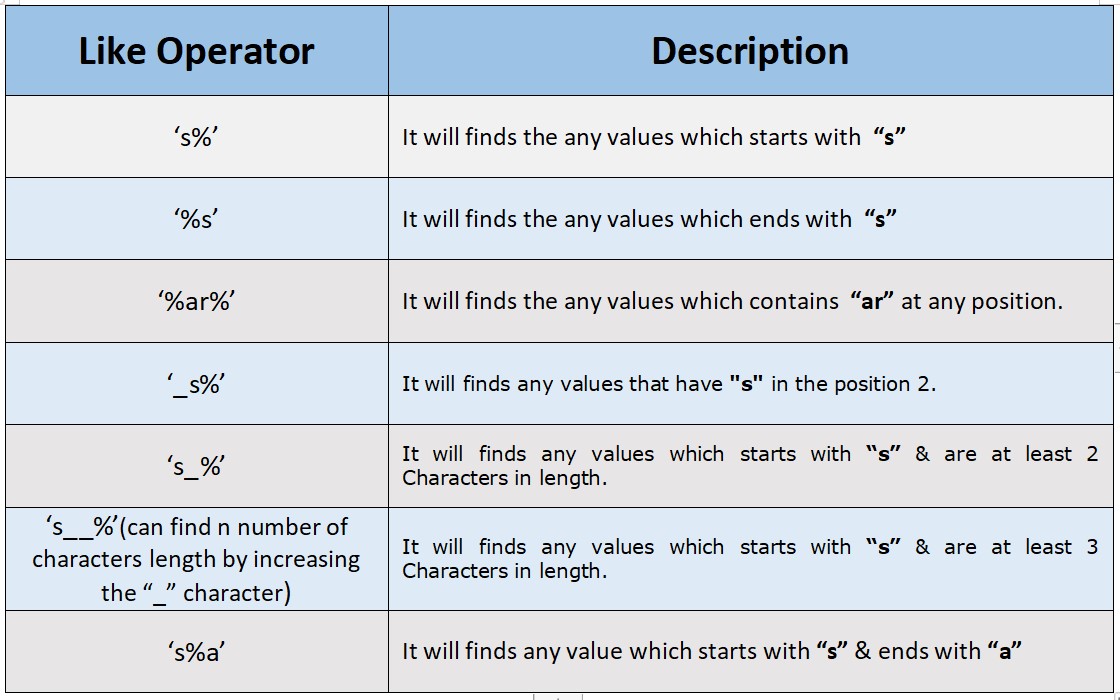 Like Operator
Description
‘s%’
It will finds the any values which starts with “s”
‘%s’
It will finds the any values which ends with “s”
‘%ar%’
It will finds the any values which contains “ar” at any position.
‘_s%’
It will finds any values that have "s" in the position 2.
‘s_%’
It will finds any values which starts with “s” & are at least 2
Characters in length.
‘s__%’(can find n number of
characters length by increasing
the “_” character)
It will finds any values which starts with “s” & are at least 3
Characters in length.
‘s%a’
It will finds any value which starts with “s” & ends with “a”